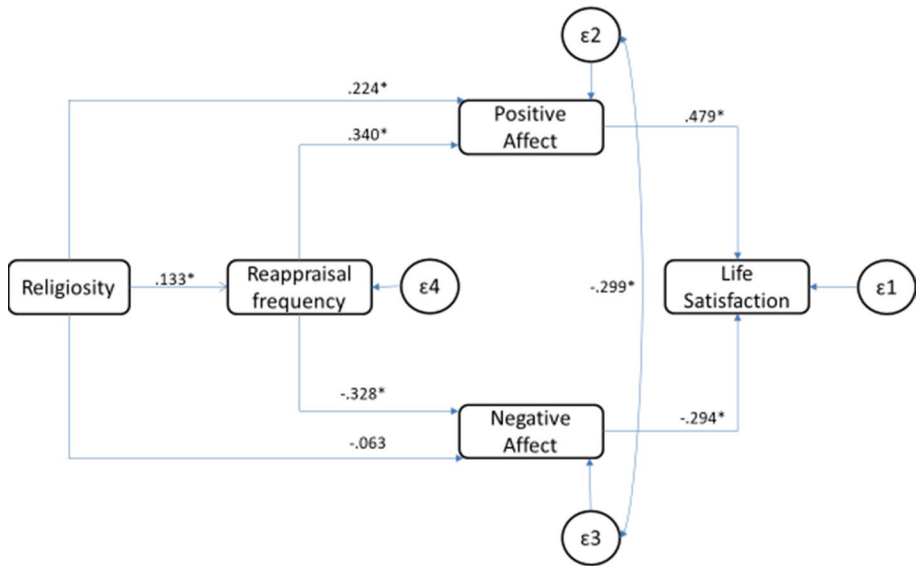 ε2
.224*
Positive
Affect
.479*
.340*
Religiosity
.133*
Reappraisal
frequency
ε4
-.299*
Life
Satisfaction
ε1
-.328*
Negative
Affect
-.294*
-.063
ε3